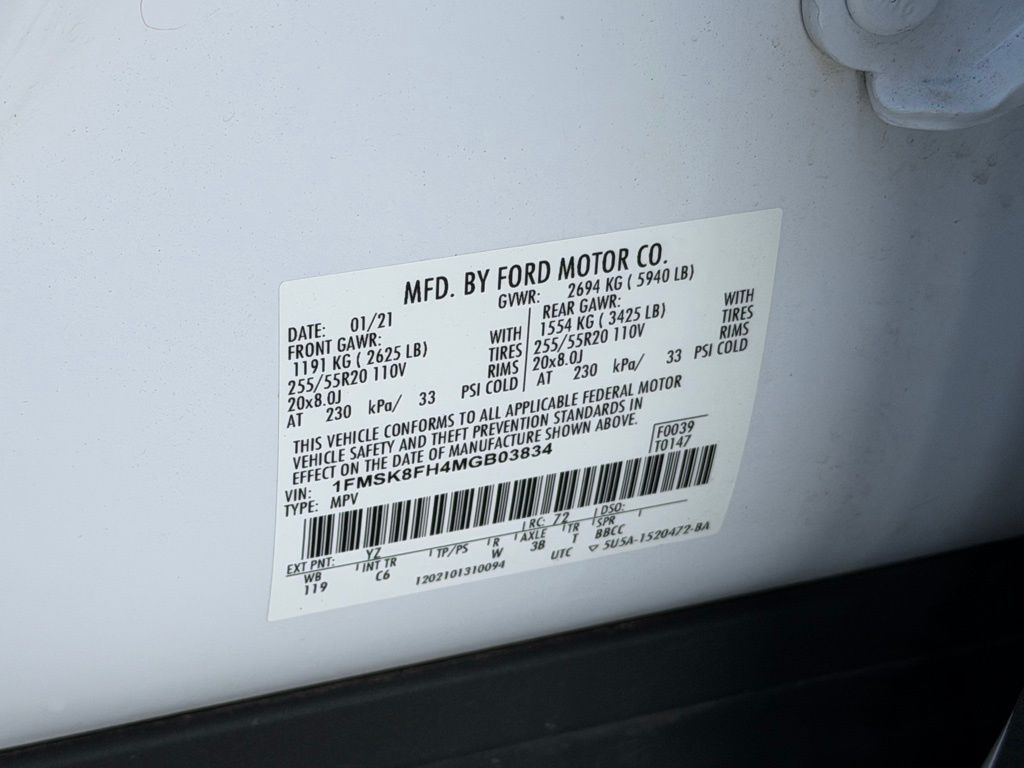 MFD. BY FORD MOTOR CO.
DATE: 01/21
GVWR: 2694 KG ( 5940 LB)
FRONT GAWR:
1191 KG ( 2625 LB) WITH
255/55R20 110V TIRES
20x8.0J RIMS
AT 230 kPa/ 33 PSI COLD
REAR GAWR:
1554 KG ( 3425 LB) WITH
255/55R20 110V TIRES
20x8.0J RIMS
AT 230 kPa/ 33 PSI COLD
THIS VEHICLE CONFORMS TO ALL APPLICABLE FEDERAL MOTOR
VEHICLE SAFETY AND THEFT PREVENTION STANDARDS IN
EFFECT ON THE DATE OF MANUFACTURE SHOWN ABOVE.
F0039
T0147
VIN: 1FMSK8FH4MGB03834
TYPE: MPV
EXT PNT: YZ RC: 72 DSO:
WB INT TR TP/PS R AXLE TR SPR
119 C6 W 3B T BBCC
1202101310094 UTC 5U5A-1520472-BA